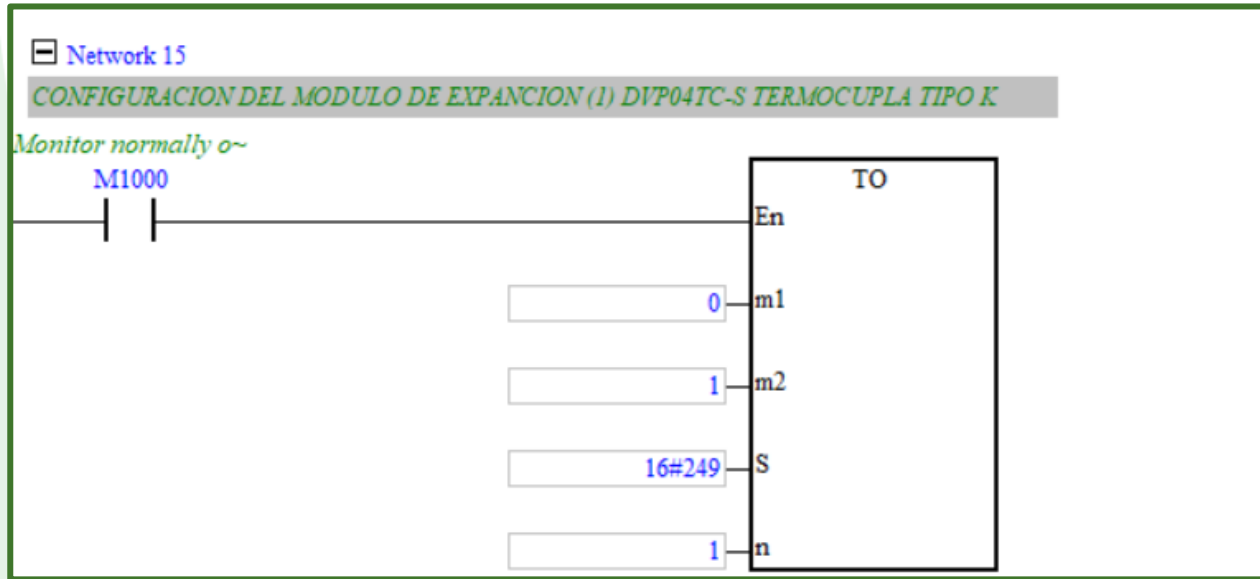 Network 15
CONFIGURACION DEL MODULO DE EXPANCION (1) DVP04TC-S TERMOCUPLA TIPO K
Monitor normally o~
M1000
TO
En
0 m1
1 m2
16#249 S
1 n